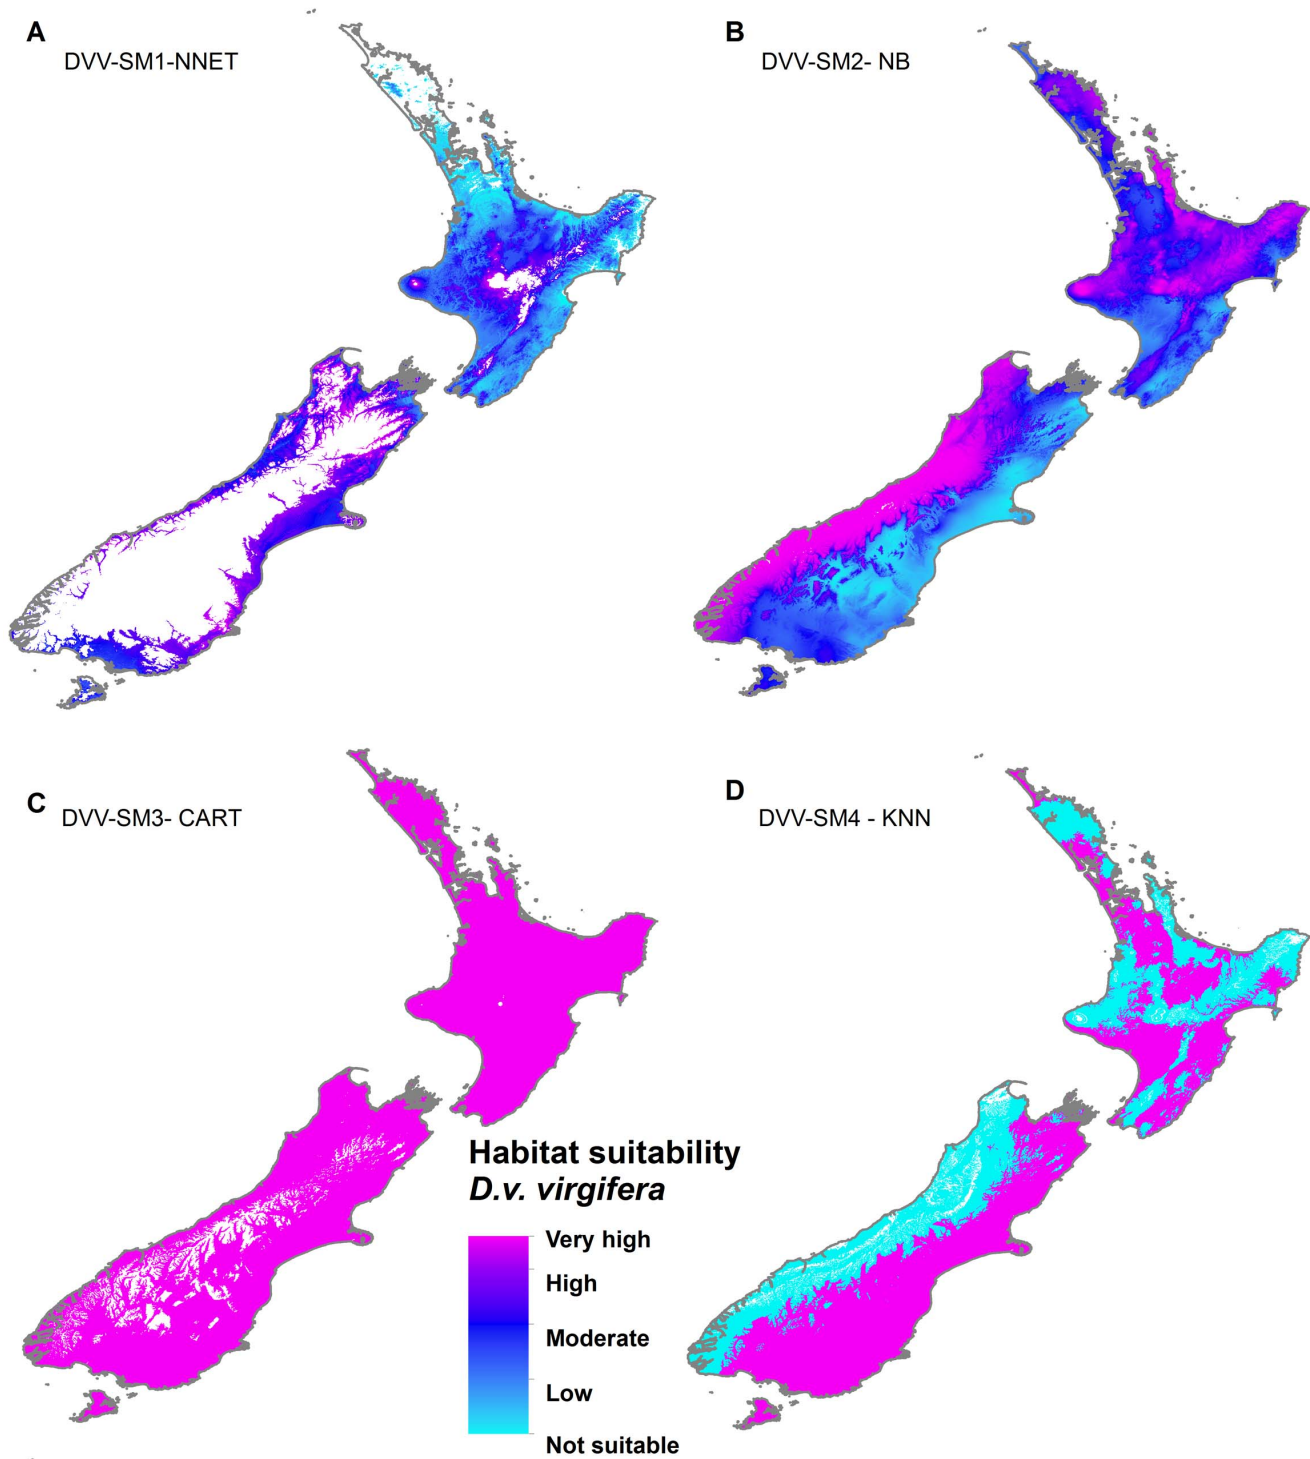 A
DVV-SM1-NNET
B
DVV-SM2- NB
C
DVV-SM3- CART
D
DVV-SM4 - KNN
Habitat suitability
D.v. virgifera
Very high
High
Moderate
Low
Not suitable